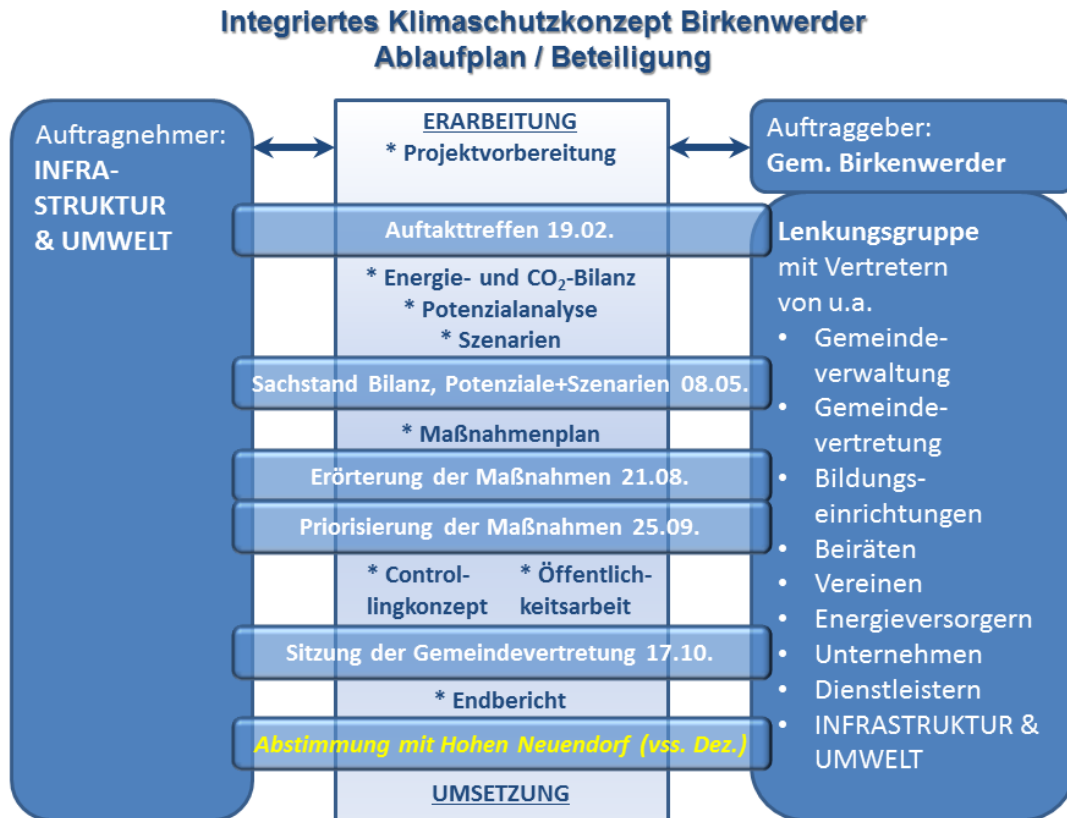 Integriertes Klimaschutzkonzept Birkenwerder
Ablaufplan / Beteiligung
Auftragnehmer:
INFRA-
STRUKTUR
& UMWELT
ERARBEITUNG
* Projektvorbereitung
Auftakttreffen 19.02.
* Energie- und CO₂-Bilanz
* Potenzialanalyse
* Szenarien
Sachstand Bilanz, Potenziale+Szenarien 08.05.
* Maßnahmenplan
Erörterung der Maßnahmen 21.08.
Priorisierung der Maßnahmen 25.09.
* Control-
lingkonzept
* Öffentlich-
keitsarbeit
Sitzung der Gemeindevertretung 17.10.
* Endbericht
Abstimmung mit Hohen Neuendorf (vss. Dez.)
UMSETZUNG
Auftraggeber:
Gem. Birkenwerder
Lenkungsgruppe
mit Vertretern
von u.a.
• Gemeinde-
verwaltung
• Gemeinde-
vertretung
• Bildungs-
einrichtungen
• Beiräten
• Vereinen
• Energieversorgern
• Unternehmen
• Dienstleistern
• INFRASTRUKTUR &
UMWELT